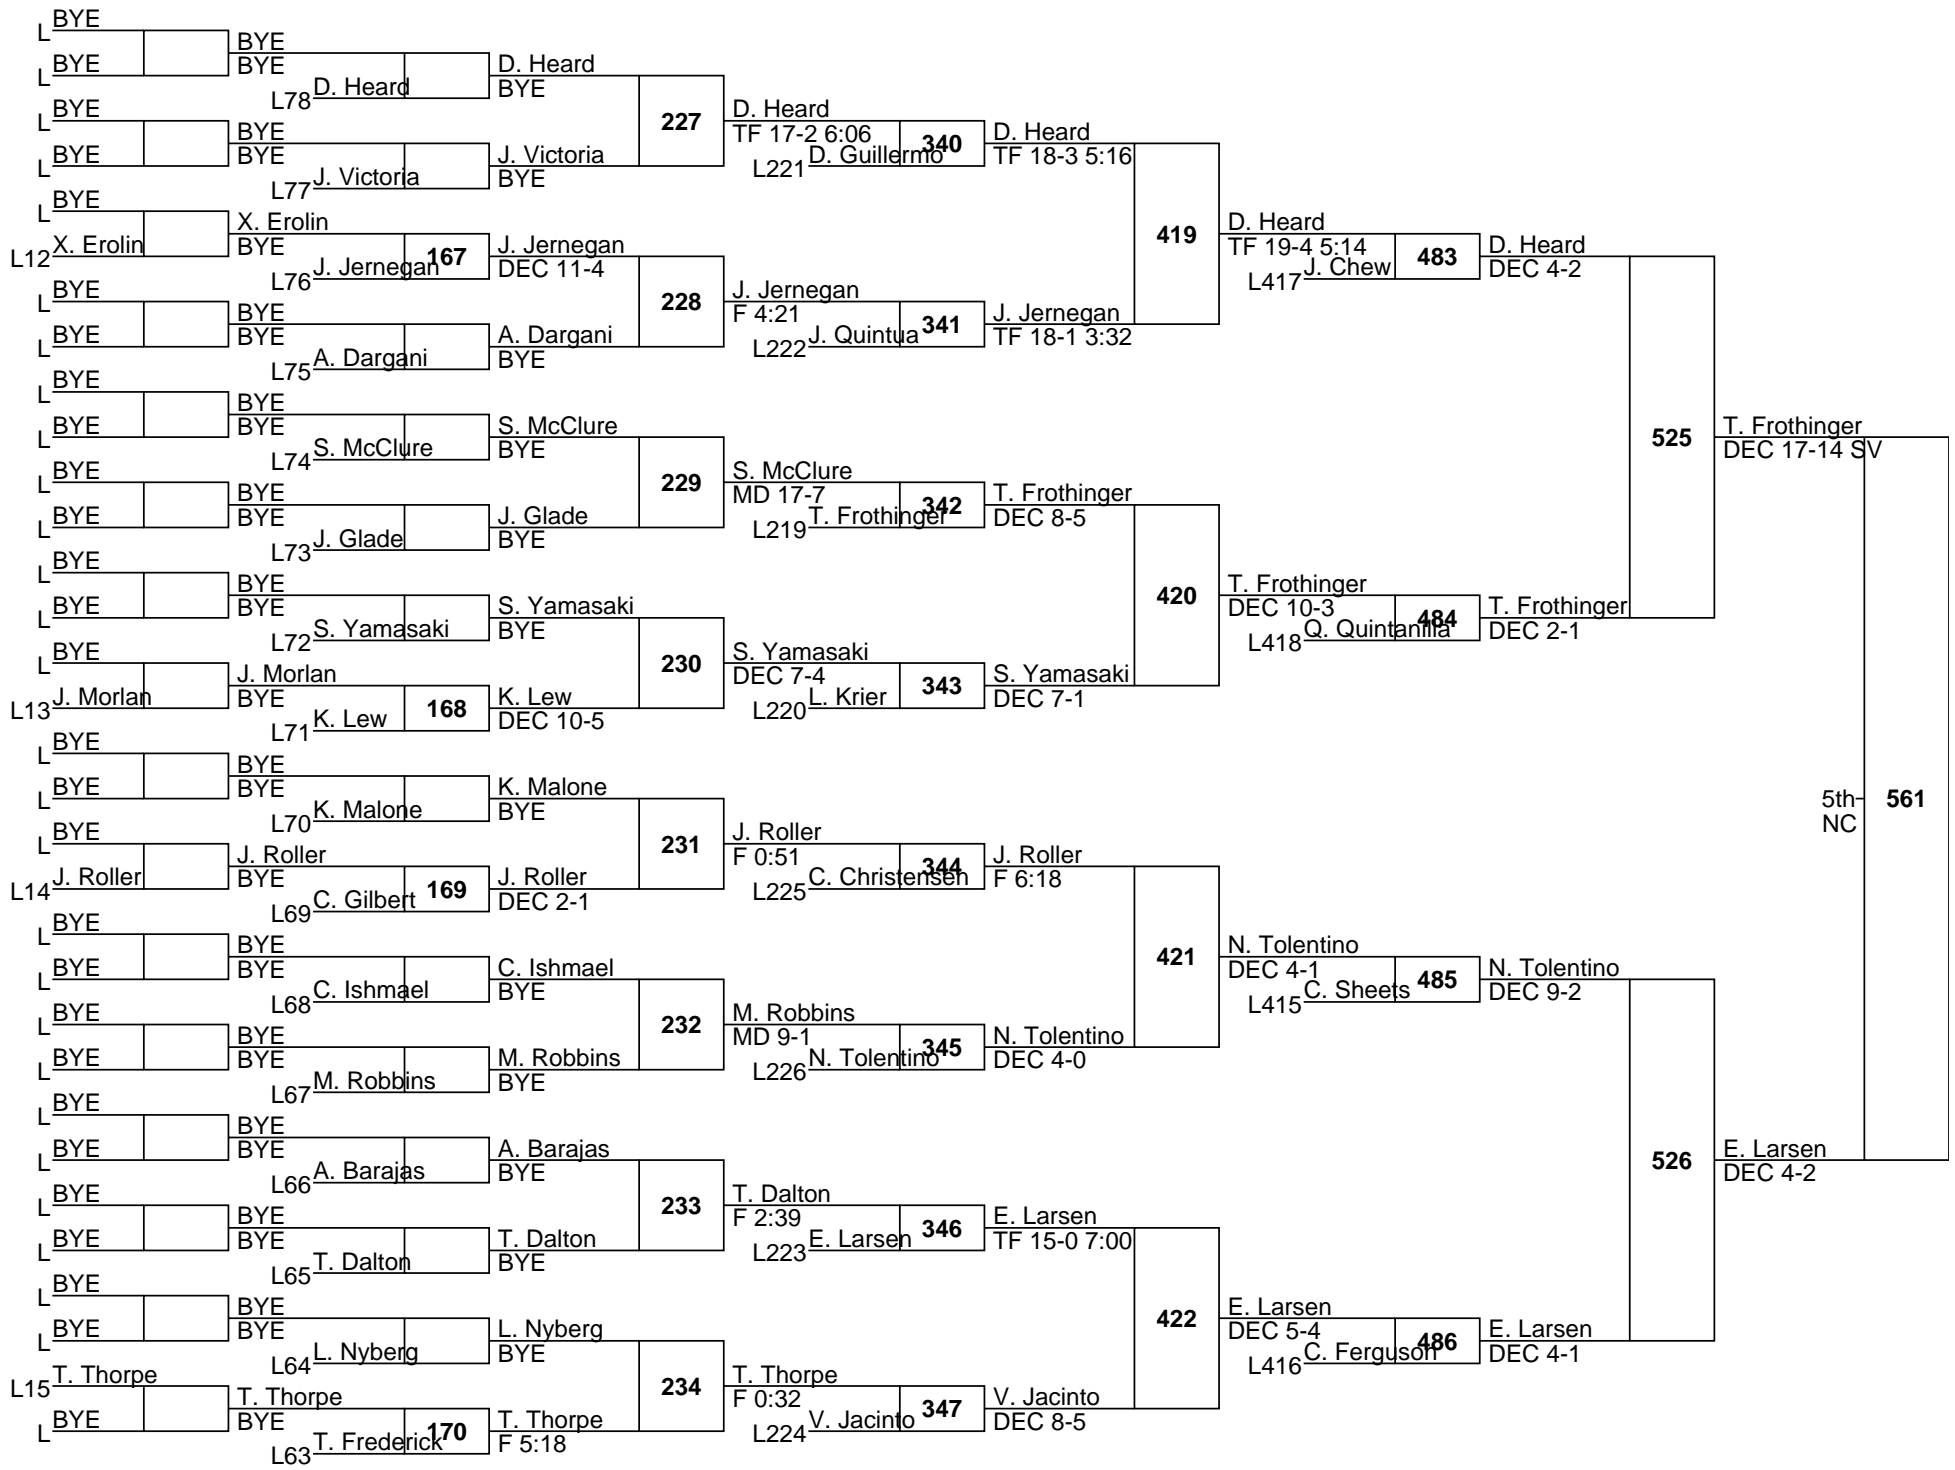 BYE
L
BYE
L
BYE
BYE
L78 D. Heard
D. Heard
BYE
BYE
L
BYE
L
BYE
BYE
L77 J. Victoria
J. Victoria
BYE
227
D. Heard
TF 17-2 6:06
L221 D. Guillermo
340
D. Heard
TF 18-3 5:16
BYE
L
L12 X. Erolin
X. Erolin
BYE
L76 J. Jernegan
167
J. Jernegan
DEC 11-4
BYE
L
BYE
L
BYE
BYE
L75 A. Dargani
A. Dargani
BYE
228
J. Jernegan
F 4:21
L222 J. Quintua
341
J. Jernegan
TF 18-1 3:32
419
D. Heard
TF 19-4 5:14
L417 J. Chew
483
D. Heard
DEC 4-2
BYE
L
BYE
L
BYE
BYE
L74 S. McClure
S. McClure
BYE
BYE
L
BYE
L
BYE
BYE
L73 J. Glade
J. Glade
BYE
229
S. McClure
MD 17-7
L219 T. Frothinger
342
T. Frothinger
DEC 8-5
BYE
L
BYE
L
BYE
BYE
L72 S. Yamasaki
S. Yamasaki
BYE
BYE
L
L13 J. Morlan
J. Morlan
BYE
L71 K. Lew
168
K. Lew
DEC 10-5
230
S. Yamasaki
DEC 7-4
L220 L. Krier
343
S. Yamasaki
DEC 7-1
420
T. Frothinger
DEC 10-3
L418 Q. Quintanilla
484
T. Frothinger
DEC 2-1
525
T. Frothinger
DEC 17-14 SV
BYE
L
BYE
L
BYE
BYE
L70 K. Malone
K. Malone
BYE
BYE
L
L14 J. Roller
J. Roller
BYE
L69 C. Gilbert
169
J. Roller
DEC 2-1
231
J. Roller
F 0:51
L225 C. Christensen
344
J. Roller
F 6:18
BYE
L
BYE
L
BYE
BYE
L68 C. Ishmael
C. Ishmael
BYE
BYE
L
BYE
L
BYE
BYE
L67 M. Robbins
M. Robbins
BYE
232
M. Robbins
MD 9-1
L226 N. Tolentino
345
N. Tolentino
DEC 4-0
421
N. Tolentino
DEC 4-1
L415 C. Sheets
485
N. Tolentino
DEC 9-2
BYE
L
BYE
L
BYE
BYE
L66 A. Barajas
A. Barajas
BYE
BYE
L
BYE
L
BYE
BYE
L65 T. Dalton
T. Dalton
BYE
233
T. Dalton
F 2:39
L223 E. Larsen
346
E. Larsen
TF 15-0 7:00
BYE
L
BYE
L
BYE
BYE
L64 L. Nyberg
L. Nyberg
BYE
L15 T. Thorpe
BYE
L
T. Thorpe
BYE
L63 T. Frederick
170
T. Thorpe
F 5:18
234
T. Thorpe
F 0:32
L224 V. Jacinto
347
V. Jacinto
DEC 8-5
422
E. Larsen
DEC 5-4
L416 C. Ferguson
486
E. Larsen
DEC 4-1
526
E. Larsen
DEC 4-2
5th
NC
561